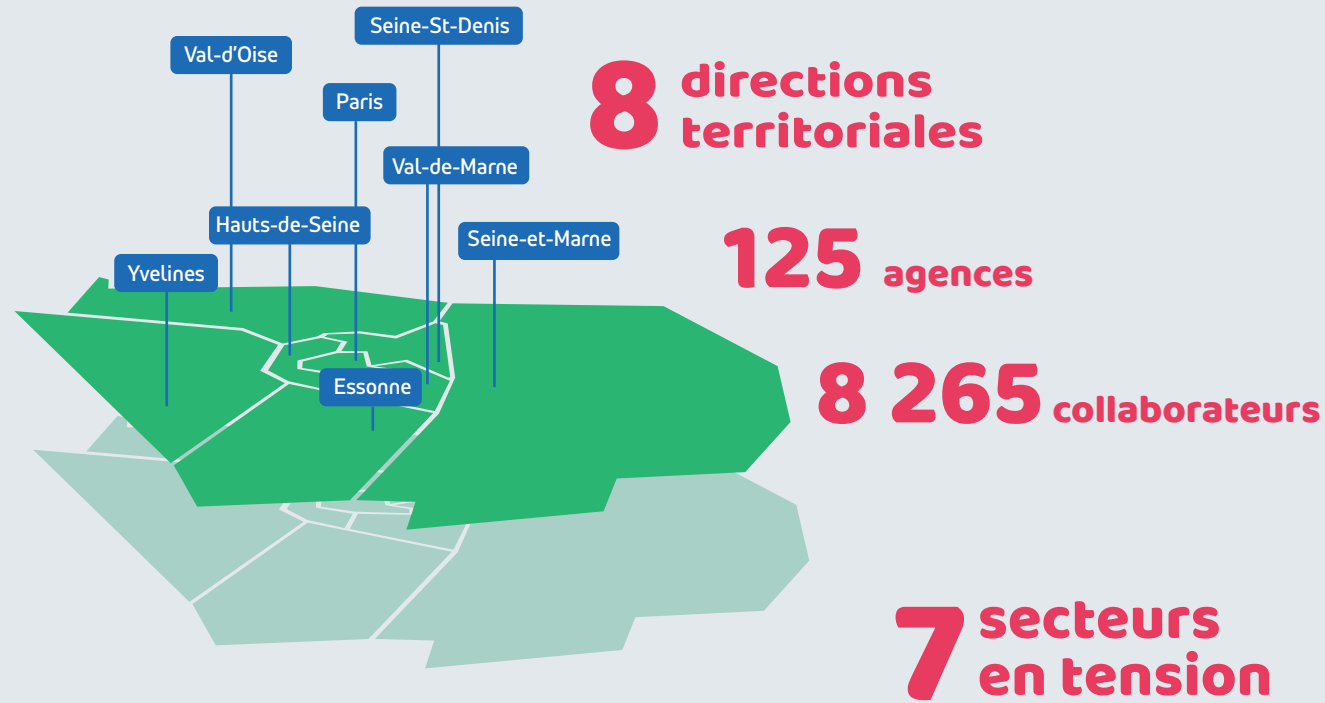 Seine-St-Denis
Val-d'Oise
Paris
Val-de-Marne
Hauts-de-Seine
Seine-et-Marne
Yvelines
Essonne
8 directions
territoriales
125 agences
8 265 collaborateurs
7 secteurs
en tension